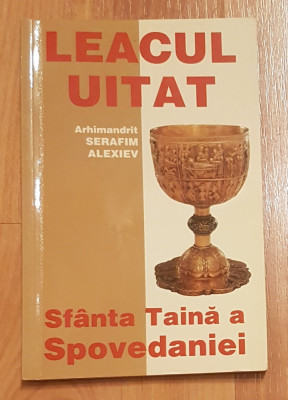 LEACUL
UITAT
Arhimandrit
SERAFIM
ALEXIEV
Sfânta Taină a
Spovedaniei